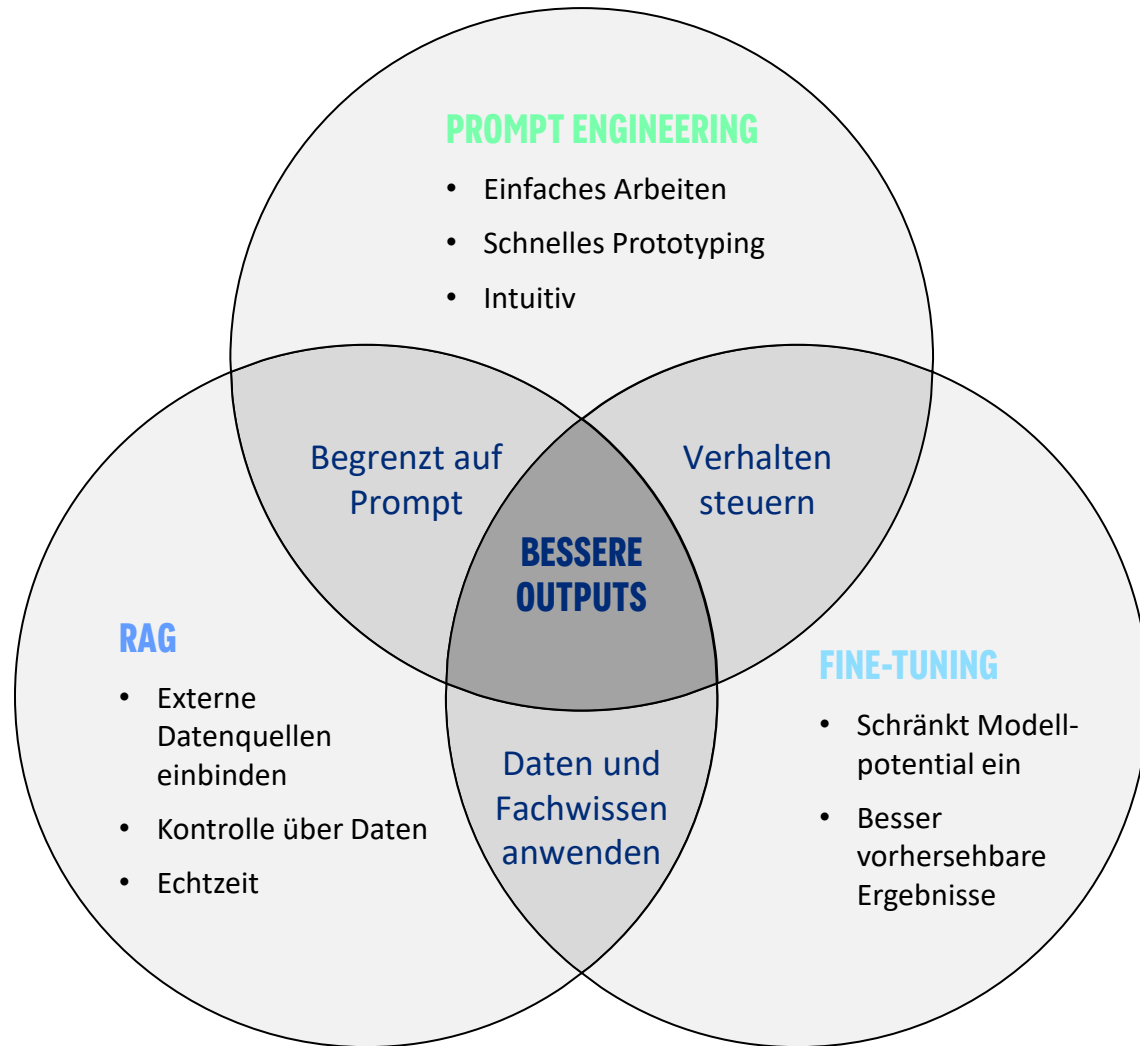 PROMPT ENGINEERING
• Einfaches Arbeiten
• Schnelles Prototyping
• Intuitiv
Begrenzt auf
Prompt
Verhalten
steuern
BESSERE
OUTPUTS
RAG
• Externe
Datenquellen
einbinden
• Kontrolle über Daten
• Echtzeit
Daten und
Fachwissen
anwenden
FINE-TUNING
• Schränkt Modell-
potential ein
• Besser
vorhersehbare
Ergebnisse